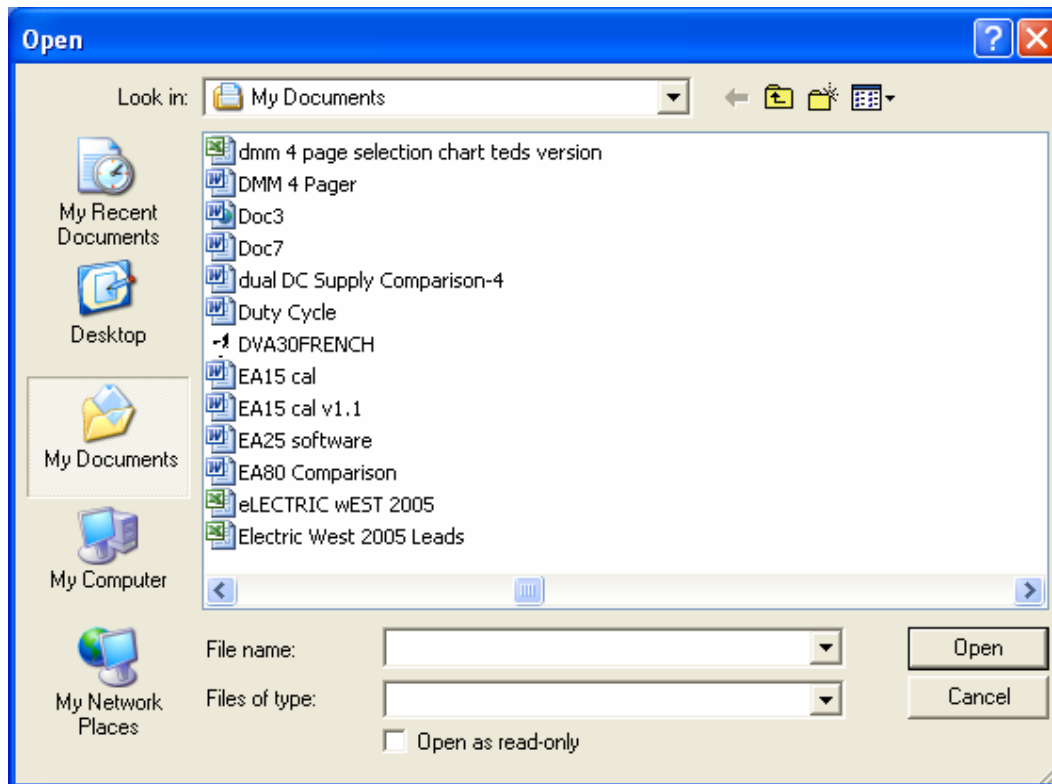 Open
Look in:
My Documents
My Recent
Documents
Desktop
My Documents
My Computer
My Network
Places
dmm 4 page selection chart teds version
DMM 4 Pager
Doc3
Doc7
dual DC Supply Comparison-4
Duty Cycle
DVA30FRENCH
EA15 cal
EA15 cal v1.1
EA25 software
EA80 Comparison
eLECTRIC wEST 2005
Electric West 2005 Leads
File name:
Open
Files of type:
Cancel
Open as read-only